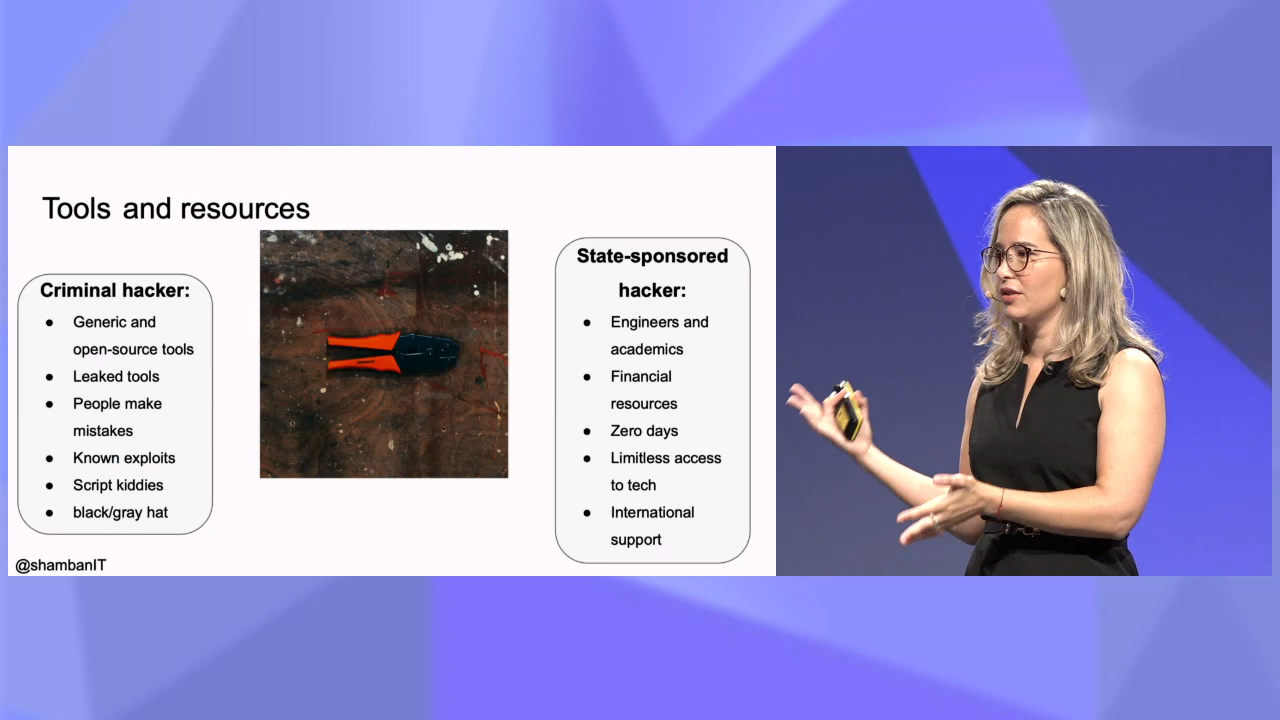 Tools and resources
Criminal hacker:
● Generic and
open-source tools
● Leaked tools
● People make
mistakes
● Known exploits
● Script kiddies
● black/gray hat
State-sponsored
hacker:
● Engineers and
academics
● Financial
resources
● Zero days
● Limitless access
to tech
● International
support
@shambanIT